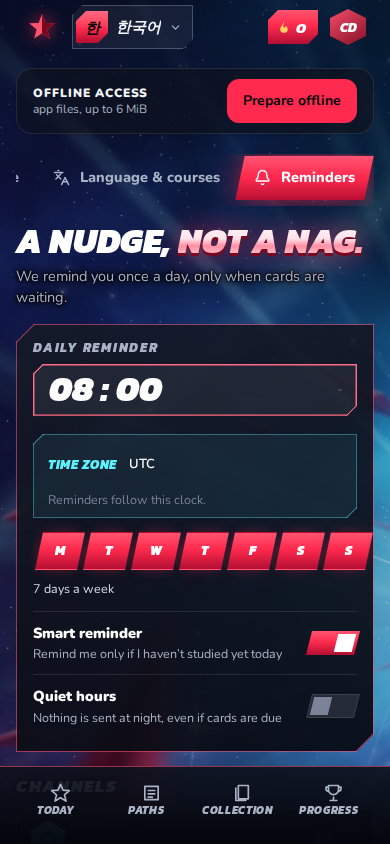 한 한국어
0
CD
OFFLINE ACCESS
app files, up to 6 MiB
Prepare offline
e
Language & courses
Reminders
A NUDGE, NOT A NAG.
We remind you once a day, only when cards are
waiting.
DAILY REMINDER
08 : 00
TIME ZONE UTC
Reminders follow this clock.
M T W T F S S
7 days a week
Smart reminder
Remind me only if I haven't studied yet today
Quiet hours
Nothing is sent at night, even if cards are due
CHANNELS
TODAY PATHS COLLECTION PROGRESS